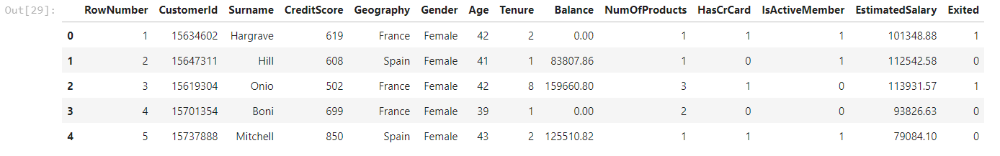 Out[29]: RowNumber CustomerId Surname CreditScore Geography Gender Age Tenure Balance NumOfProducts HasCrCard IsActiveMember EstimatedSalary Exited
0 1 15634602 Hargrave 619 France Female 42 2 0.00 1 1 1 101348.88 1
1 2 15647311 Hill 608 Spain Female 41 1 83807.86 1 0 1 112542.58 0
2 3 15619304 Onio 502 France Female 42 8 159660.80 3 1 0 113931.57 1
3 4 15701354 Boni 699 France Female 39 1 0.00 2 0 0 93826.63 0
4 5 15737888 Mitchell 850 Spain Female 43 2 125510.82 1 1 1 79084.10 0